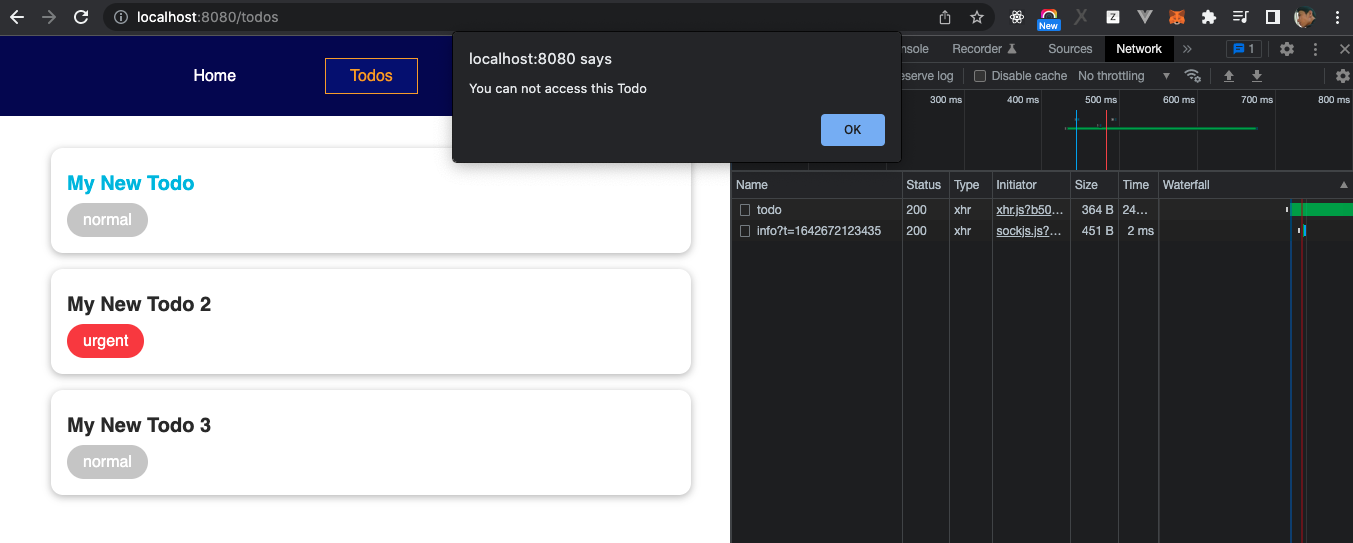 localhost:8080/todos
New
Z
Home
Todos
localhost:8080 says
You can not access this Todo
OK
Recorder
Sources
Network
»
1
Disable cache
No throttling
300 ms
400 ms
500 ms
600 ms
700 ms
800 ms
Name Status Type Initiator Size Time Waterfall
todo 200 xhr xhr.js?b50... 364 B 24...
info?t=1642672123435 200 xhr sockjs.js?... 451 B 2 ms
My New Todo
normal
My New Todo 2
urgent
My New Todo 3
normal